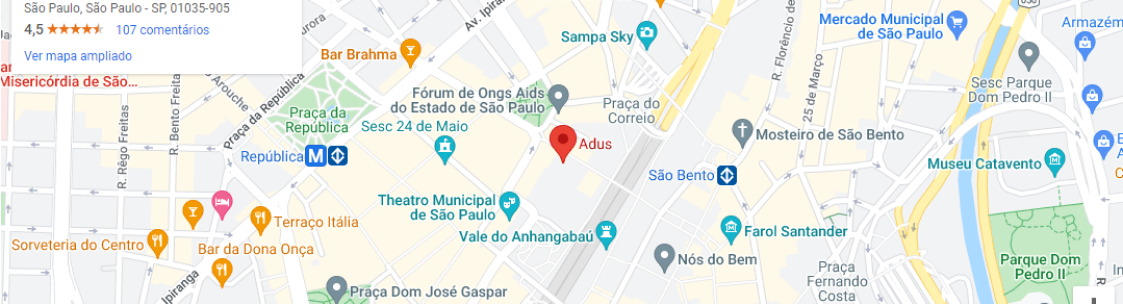 São Paulo, São Paulo - SP, 01035-905
4,5
107 comentários
Ver mapa ampliado
Misericórdia de São...
R. Rêgo Freitas
R. Bento Freitas
Arouche
Praça da República
Av. Ipiranga
Bar Brahma
Praça da
República
República
M
Sampa Sky
Fórum de Ongs Aids
do Estado de São Paulo
Sesc 24 de Maio
Adus
Praça do
Correio
Theatro Municipal
de São Paulo
Vale do Anhangabaú
Terraço Itália
Sorveteria do Centro
Bar da Dona Onça
Ipiranga
Praça Dom José Gaspar
Nós do Bem
São Bento
Mosteiro de São Bento
Farol Santander
R. Florêncio de
25 de Março
Mercado Municipal
de São Paulo
Armazém
Sesc Parque
Dom Pedro II
Museu Catavento
Praça
Fernando
Costa
Parque Dom
Pedro II